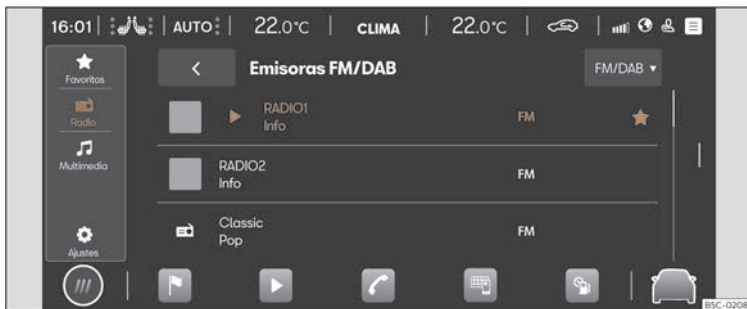 16:01 AUTO 22.0°C CLIMA 22.0°C
Favoritos
Radio
Multimedia
Ajustes
Emisoras FM/DAB FM/DAB
RADIO1 FM
Info
RADIO2 FM
Info
Classic FM
Pop
BSC-0208